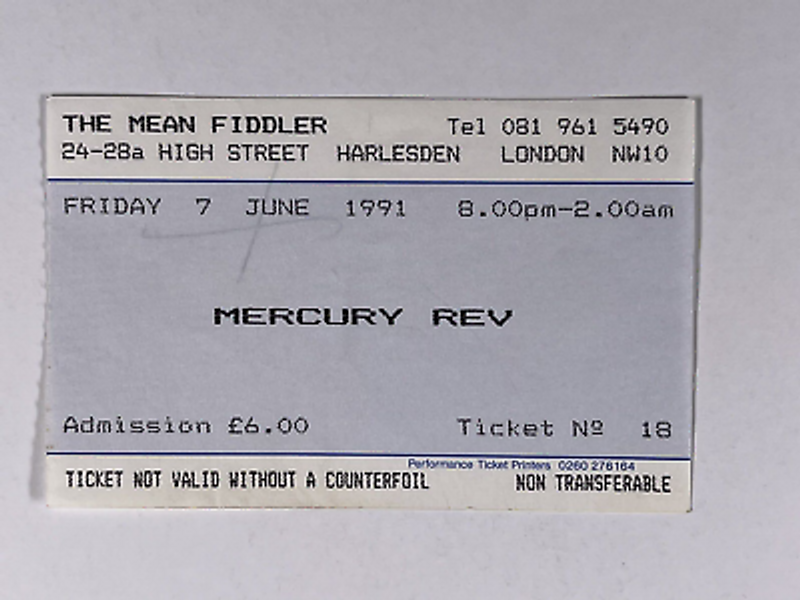 THE MEAN FIDDLER Tel 081 961 5490
24-28a HIGH STREET HARLESDEN LONDON NW10
FRIDAY 7 JUNE 1991 8.00pm-2.00am
MERCURY REV
Admission £6.00 Ticket Nº 18
Performance Ticket Printers 0260 276164
TICKET NOT VALID WITHOUT A COUNTERFOIL NON TRANSFERABLE